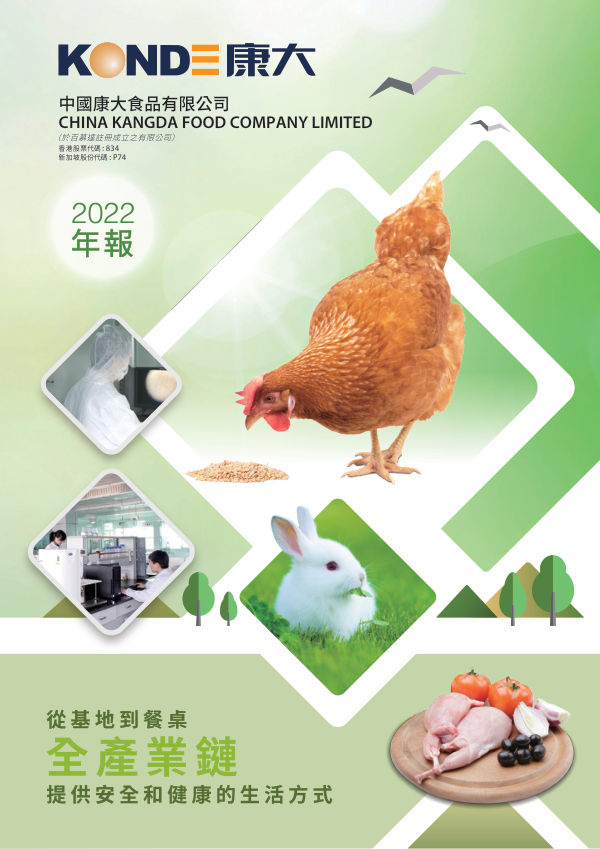 KONDE康大
中國康大食品有限公司
CHINA KANGDA FOOD COMPANY LIMITED
(於百慕達註冊成立之有限公司)
香港股票代碼 : 834
新加坡股份代碼 : P74
2022
年報
從基地到餐桌
全產業鏈
提供安全和健康的生活方式